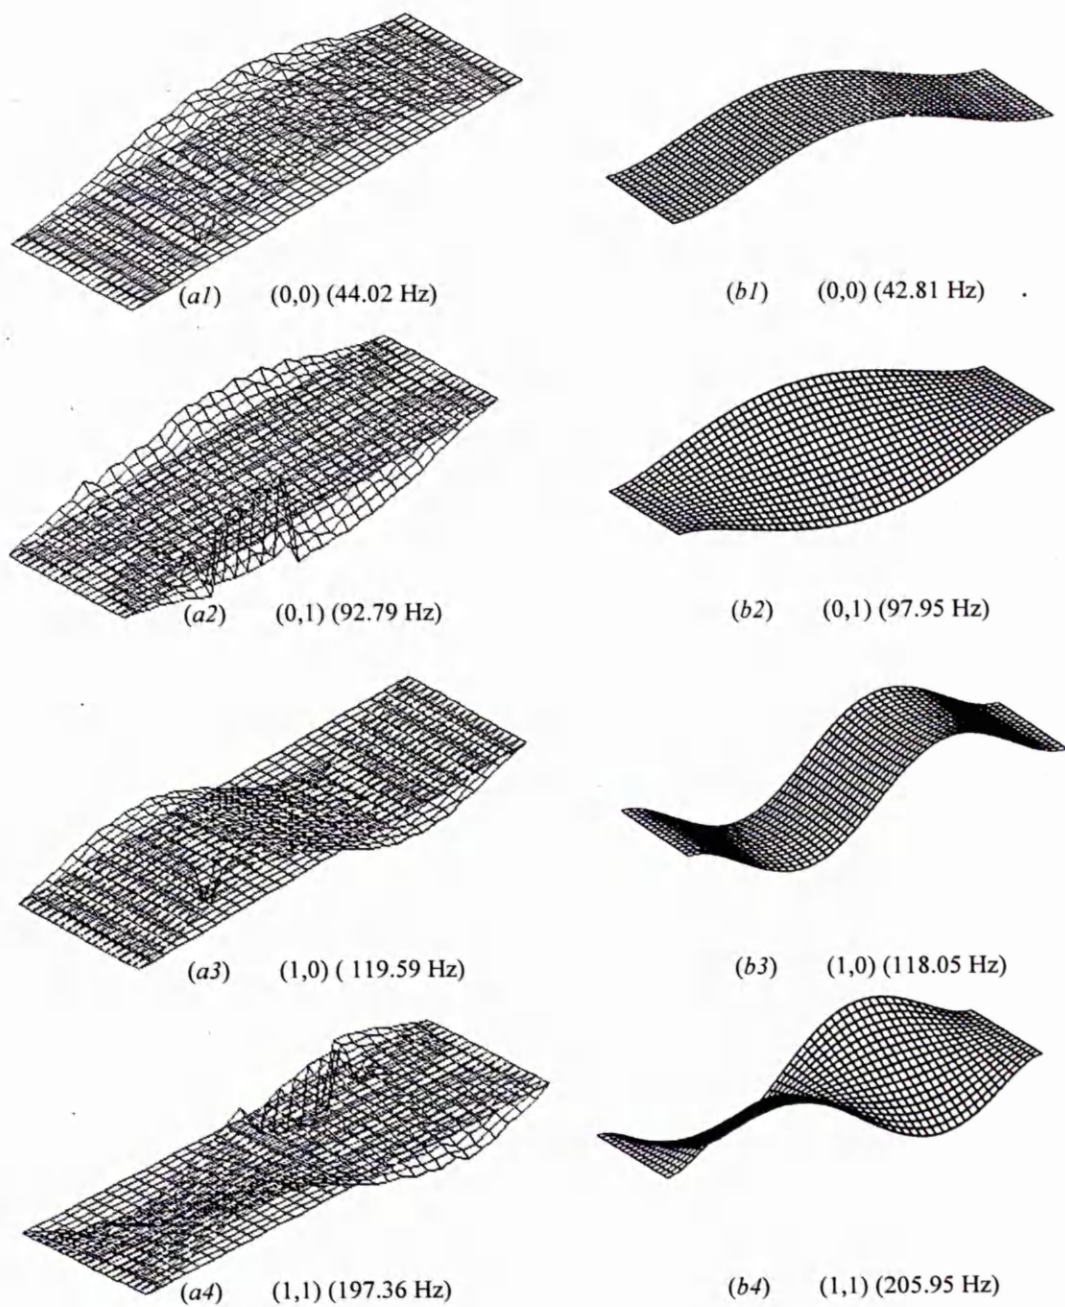 (a1) (0,0) (44.02 Hz)
(b1) (0,0) (42.81 Hz)
(a2) (0,1) (92.79 Hz)
(b2) (0,1) (97.95 Hz)
(a3) (1,0) ( 119.59 Hz)
(b3) (1,0) (118.05 Hz)
(a4) (1,1) (197.36 Hz)
(b4) (1,1) (205.95 Hz)